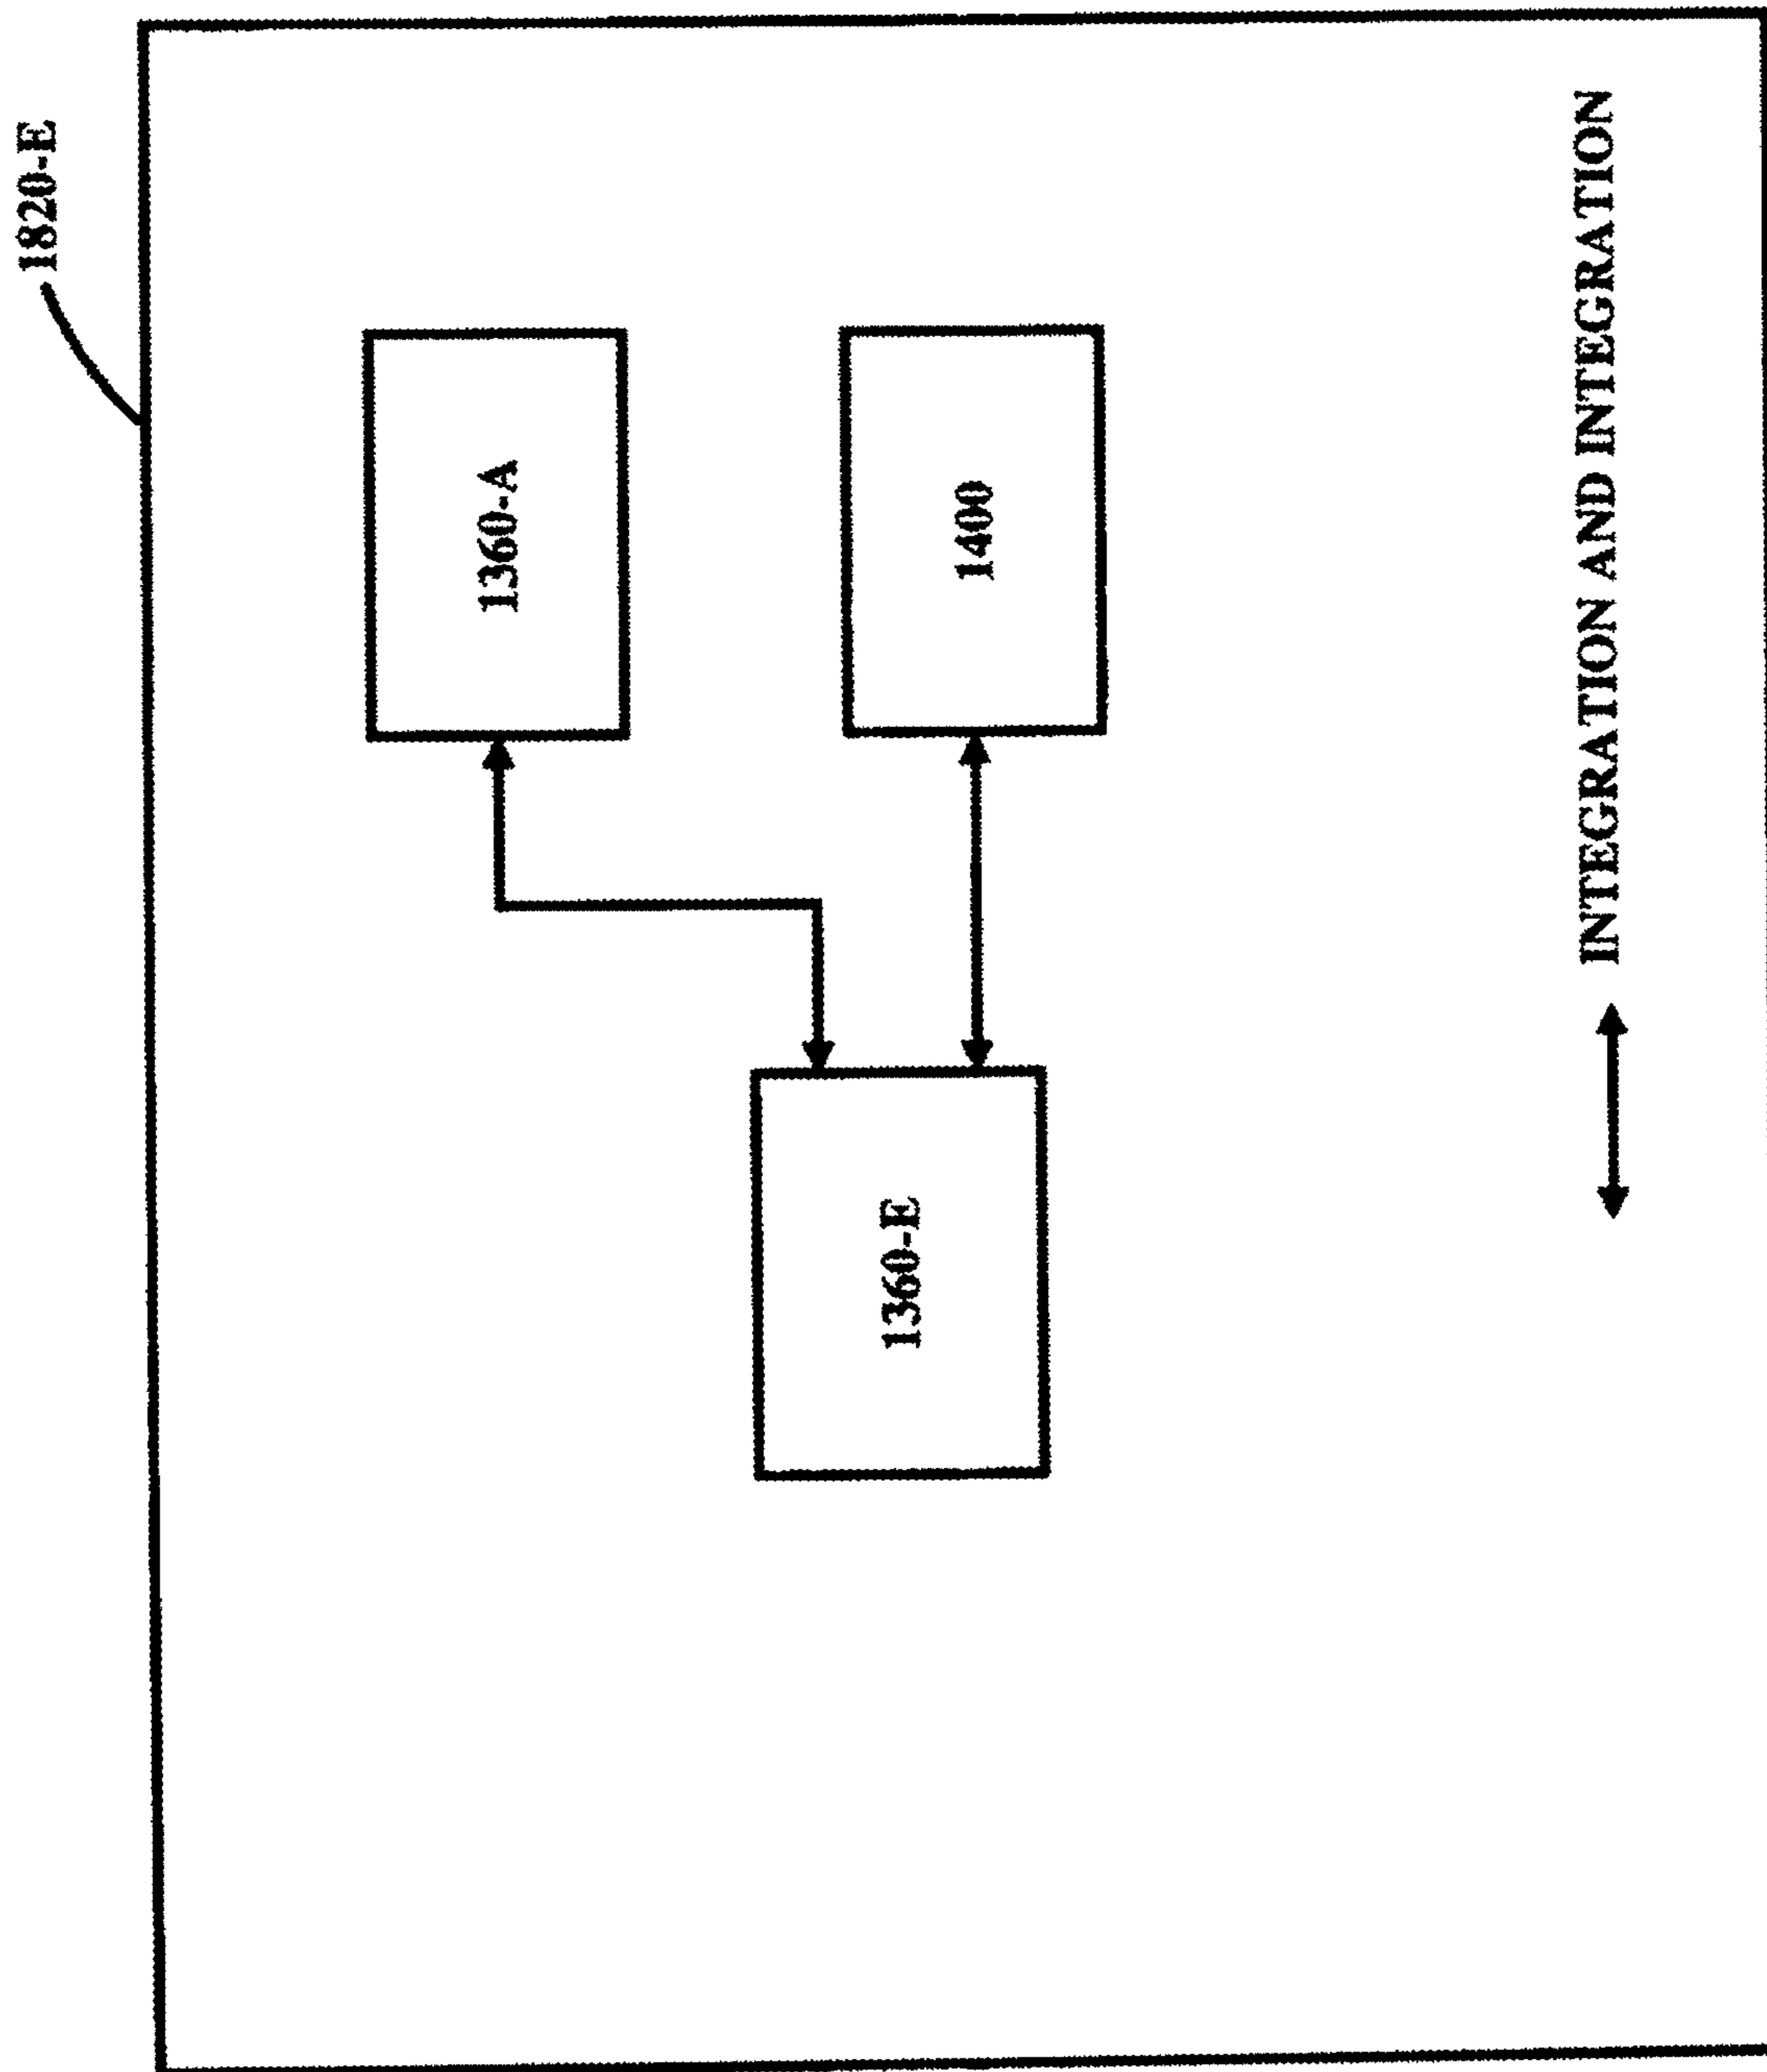 1820-E
1360-A
1360-E
1400
INTEGRATION AND INTEGRATION